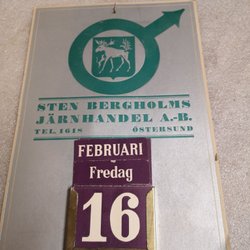 STEN BERGHOLMS
JÄRNHANDEL A.-B.
TEL. 1618 ÖSTERSUND
FEBRUARI
Fredag
16